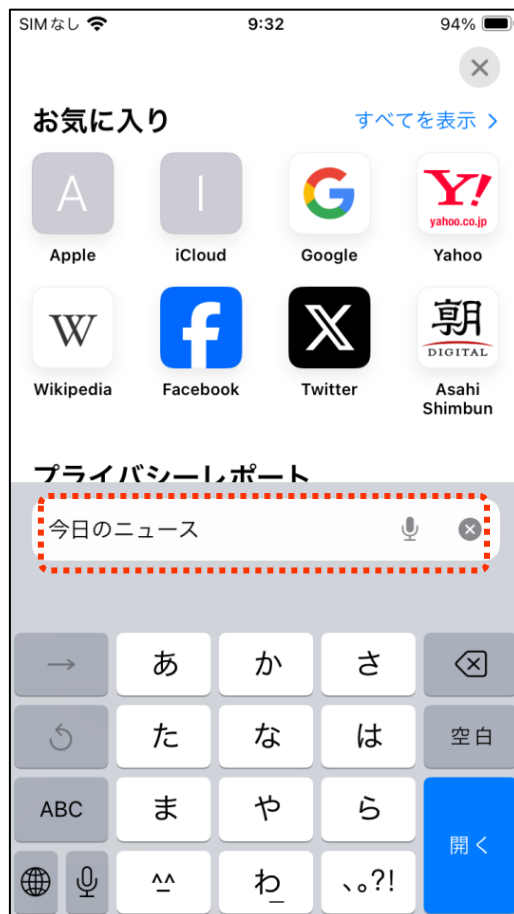 SIMなし 9:32 94%
お気に入り すべてを表示 >
A I G Y!
yahoo.co.jp
Apple iCloud Google Yahoo
W f X 朝
DIGITAL
Wikipedia Facebook Twitter Asahi
Shimbun
プライバシーレポート
今日のニュース
→ あ か さ
た な は 空白
ABC ま や ら
開く
^^ わ_ 、。?!